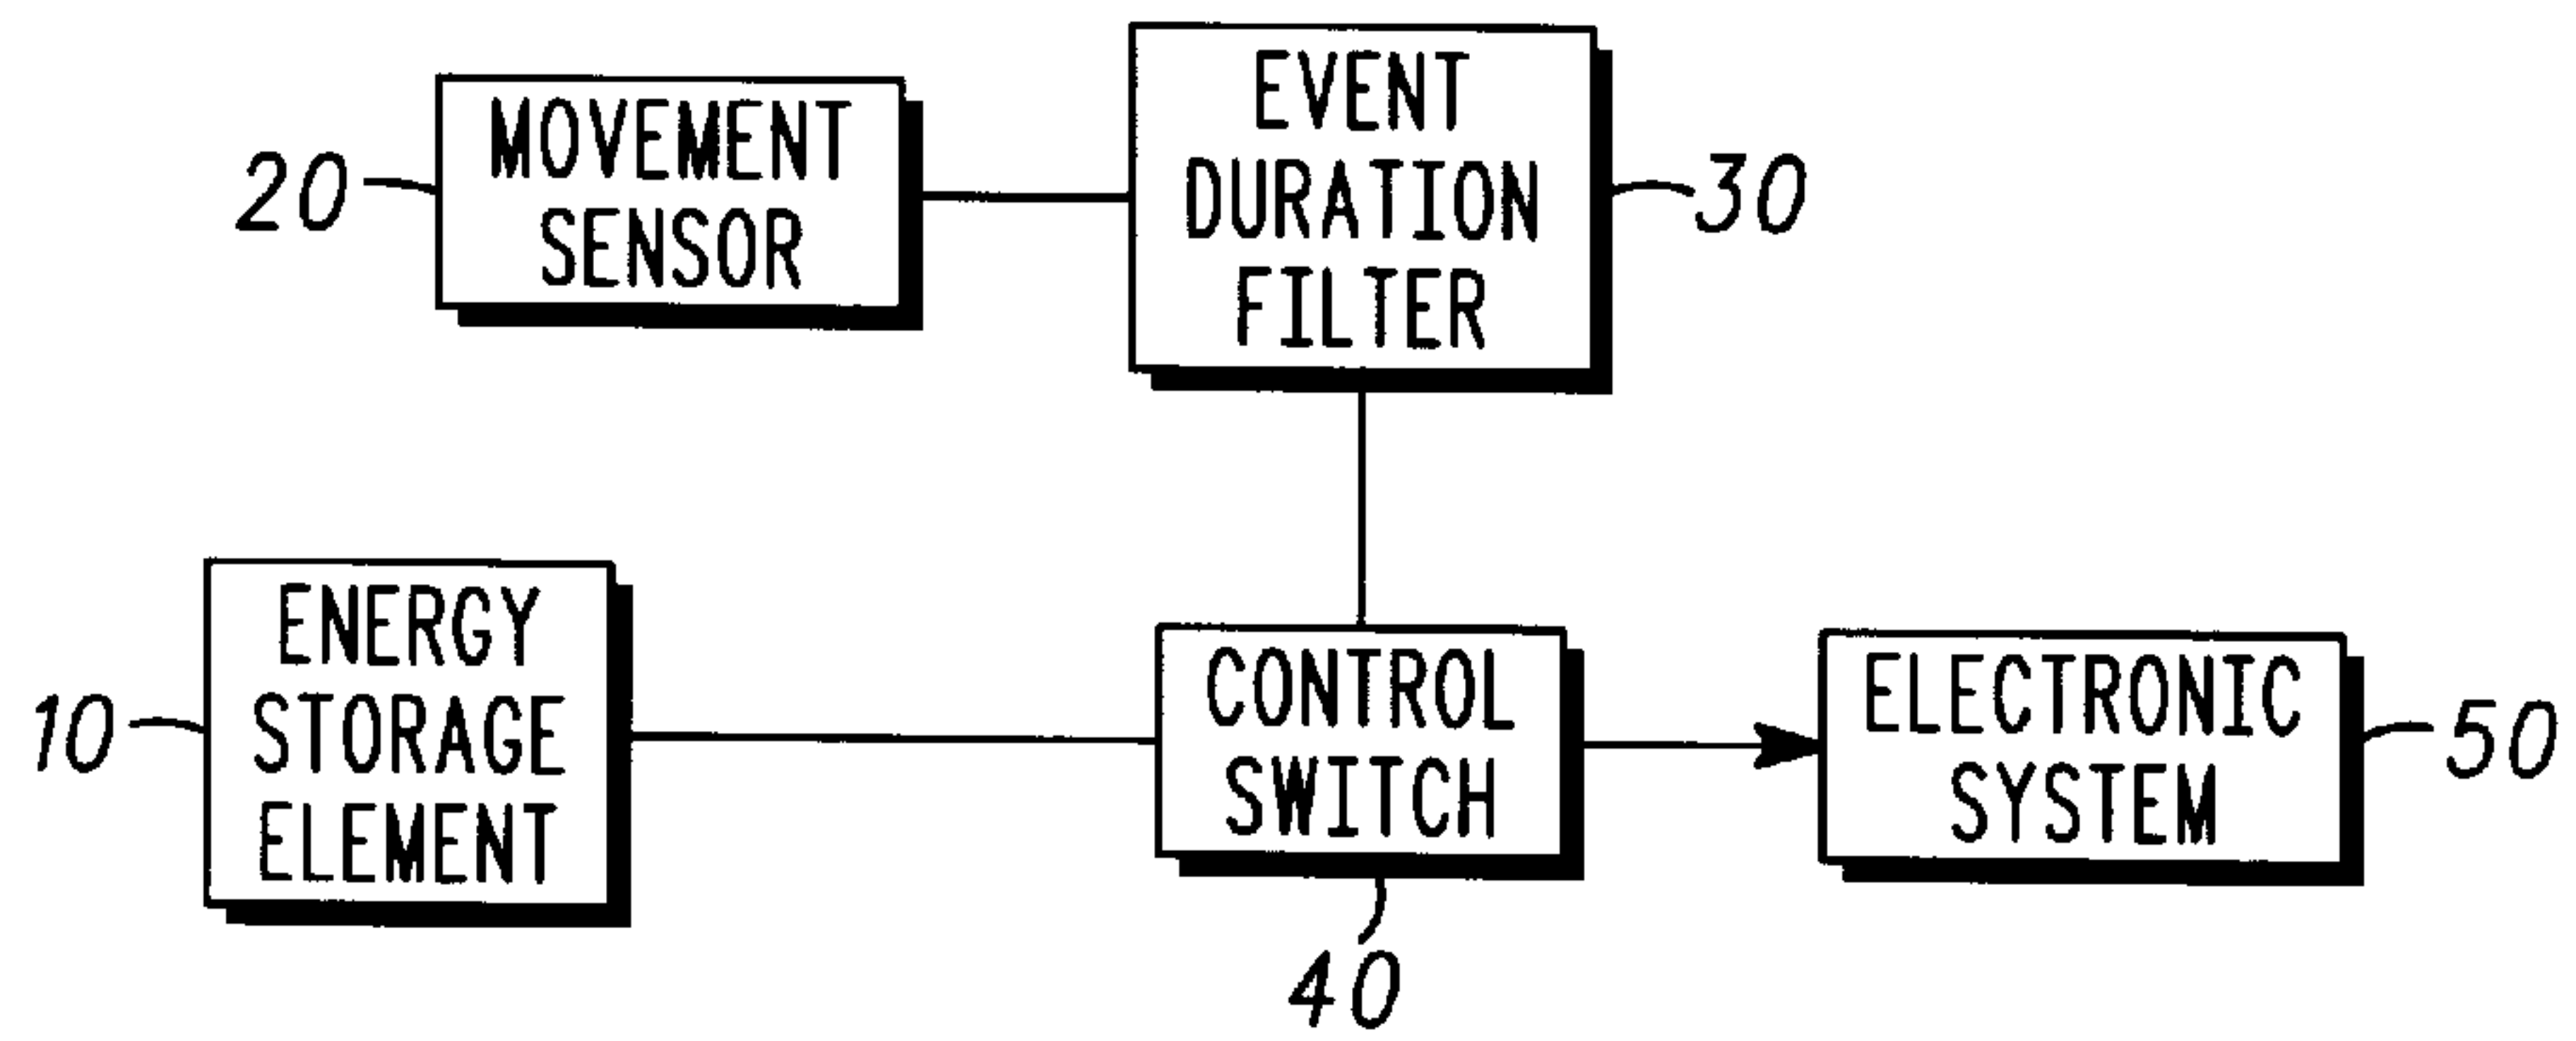 20
MOVEMENT
SENSOR
EVENT
DURATION
FILTER
30
10
ENERGY
STORAGE
ELEMENT
CONTROL
SWITCH
40
ELECTRONIC
SYSTEM
50